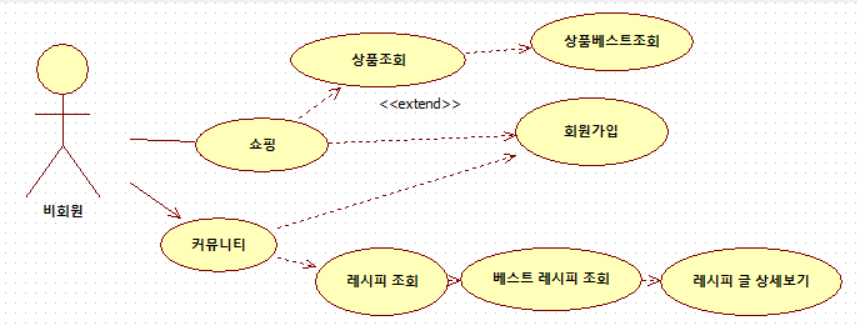 상품베스트조회
상품조회
<<extend>>
회원가입
쇼핑
비회원
커뮤니티
레시피 조회
베스트 레시피 조회
레시피 글 상세보기